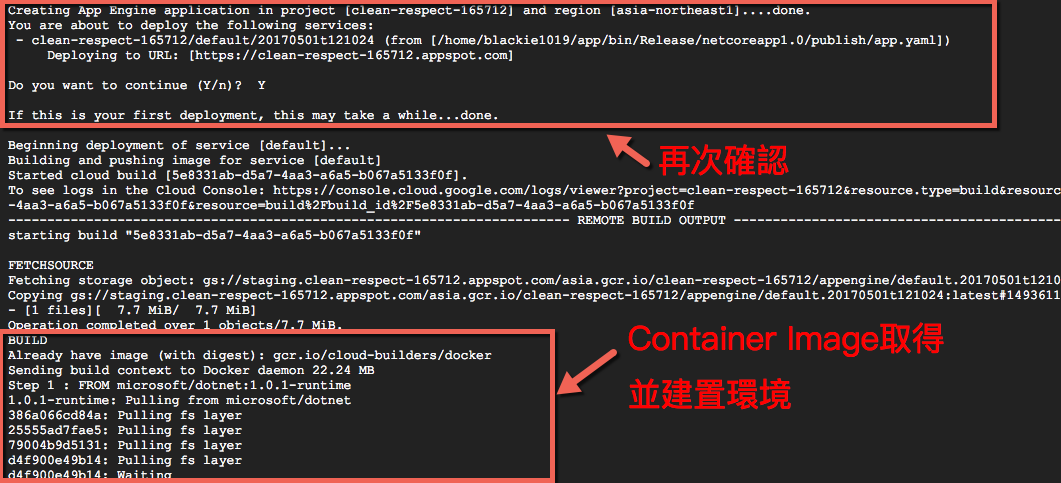 Creating App Engine application in project [clean-respect-165712] and region [asia-northeast1]....done.
You are about to deploy the following services:
 - clean-respect-165712/default/20170501t121024 (from [/home/blackie1019/app/bin/Release/netcoreapp1.0/publish/app.yaml])
     Deploying to URL: [https://clean-respect-165712.appspot.com]
Do you want to continue (Y/n)?  Y
If this is your first deployment, this may take a while...done.
再次確認
Beginning deployment of service [default]...
Building and pushing image for service [default]
Started cloud build [5e8331ab-d5a7-4aa3-a6a5-b067a5133f0f].
To see logs in the Cloud Console: https://console.cloud.google.com/logs/viewer?project=clean-respect-165712&resource.type=build&resourc
-4aa3-a6a5-b067a5133f0f&resource=build%2Fbuild_id%2F5e8331ab-d5a7-4aa3-a6a5-b067a5133f0f
----------------------------------------------------------------------- REMOTE BUILD OUTPUT -----------------------------------------
starting build "5e8331ab-d5a7-4aa3-a6a5-b067a5133f0f"
FETCHSOURCE
Fetching storage object: gs://staging.clean-respect-165712.appspot.com/asia.gcr.io/clean-respect-165712/appengine/default.20170501t1210
Copying gs://staging.clean-respect-165712.appspot.com/asia.gcr.io/clean-respect-165712/appengine/default.20170501t121024:latest#1493611
- [1 files][  7.7 MiB/  7.7 MiB]
Operation completed over 1 objects/7.7 MiB.
BUILD
Already have image (with digest): gcr.io/cloud-builders/docker
Sending build context to Docker daemon 22.24 MB
Step 1 : FROM microsoft/dotnet:1.0.1-runtime
1.0.1-runtime: Pulling from microsoft/dotnet
386a066cd84a: Pulling fs layer
25555ad7fae5: Pulling fs layer
79004b9d5131: Pulling fs layer
d4f900e49b14: Pulling fs layer
d4f900e49b14: Waiting
Container Image取得
並建置環境